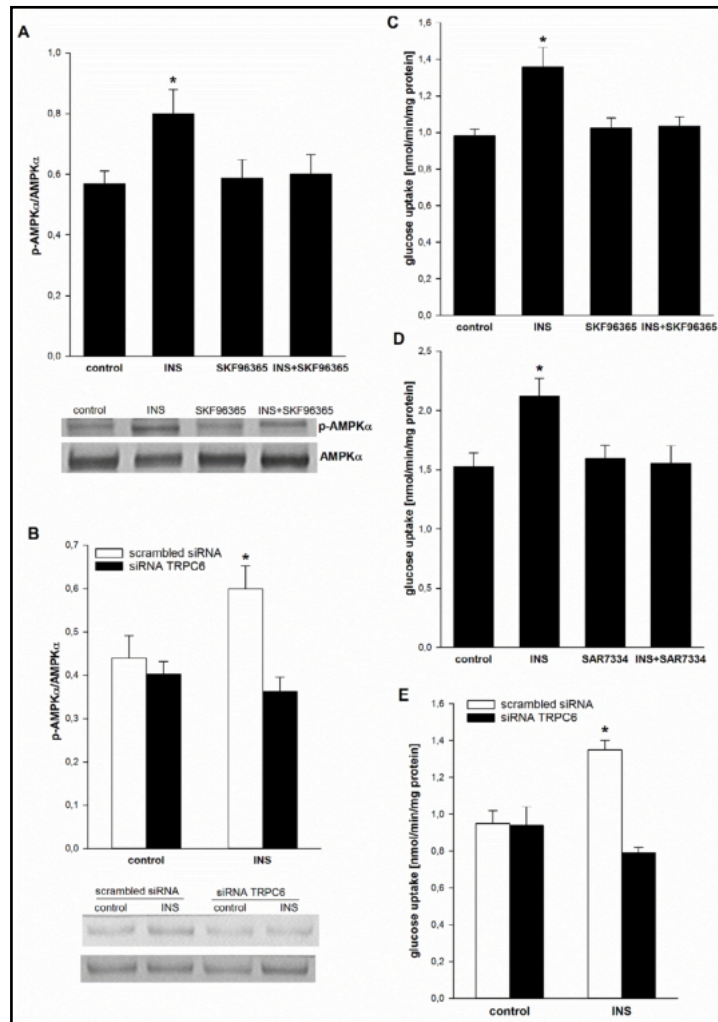 A
1,0
0,8
0,6
0,4
0,2
0,0
p-AMPKα/AMPKα
*
control INS SKF96365 INS+SKF96365
control INS SKF96365 INS+SKF96365
p-AMPKα
AMPKα
B
0,7
0,6
0,5
0,4
0,3
0,2
0,1
0,0
p-AMPKα/AMPKα
scrambled siRNA
siRNA TRPC6
*
control INS
scrambled siRNA siRNA TRPC6
control INS control INS
C
1,6
1,4
1,2
1,0
0,8
0,6
0,4
0,2
0,0
glucose uptake [nmol/min/mg protein]
*
control INS SKF96365 INS+SKF96365
D
2,5
2,0
1,5
1,0
0,5
0,0
glucose uptake [nmol/min/mg protein]
*
control INS SAR7334 INS+SAR7334
E
1,6
1,4
1,2
1,0
0,8
0,6
0,4
0,2
0,0
glucose uptake [nmol/min/mg protein]
scrambled siRNA
siRNA TRPC6
*
control INS